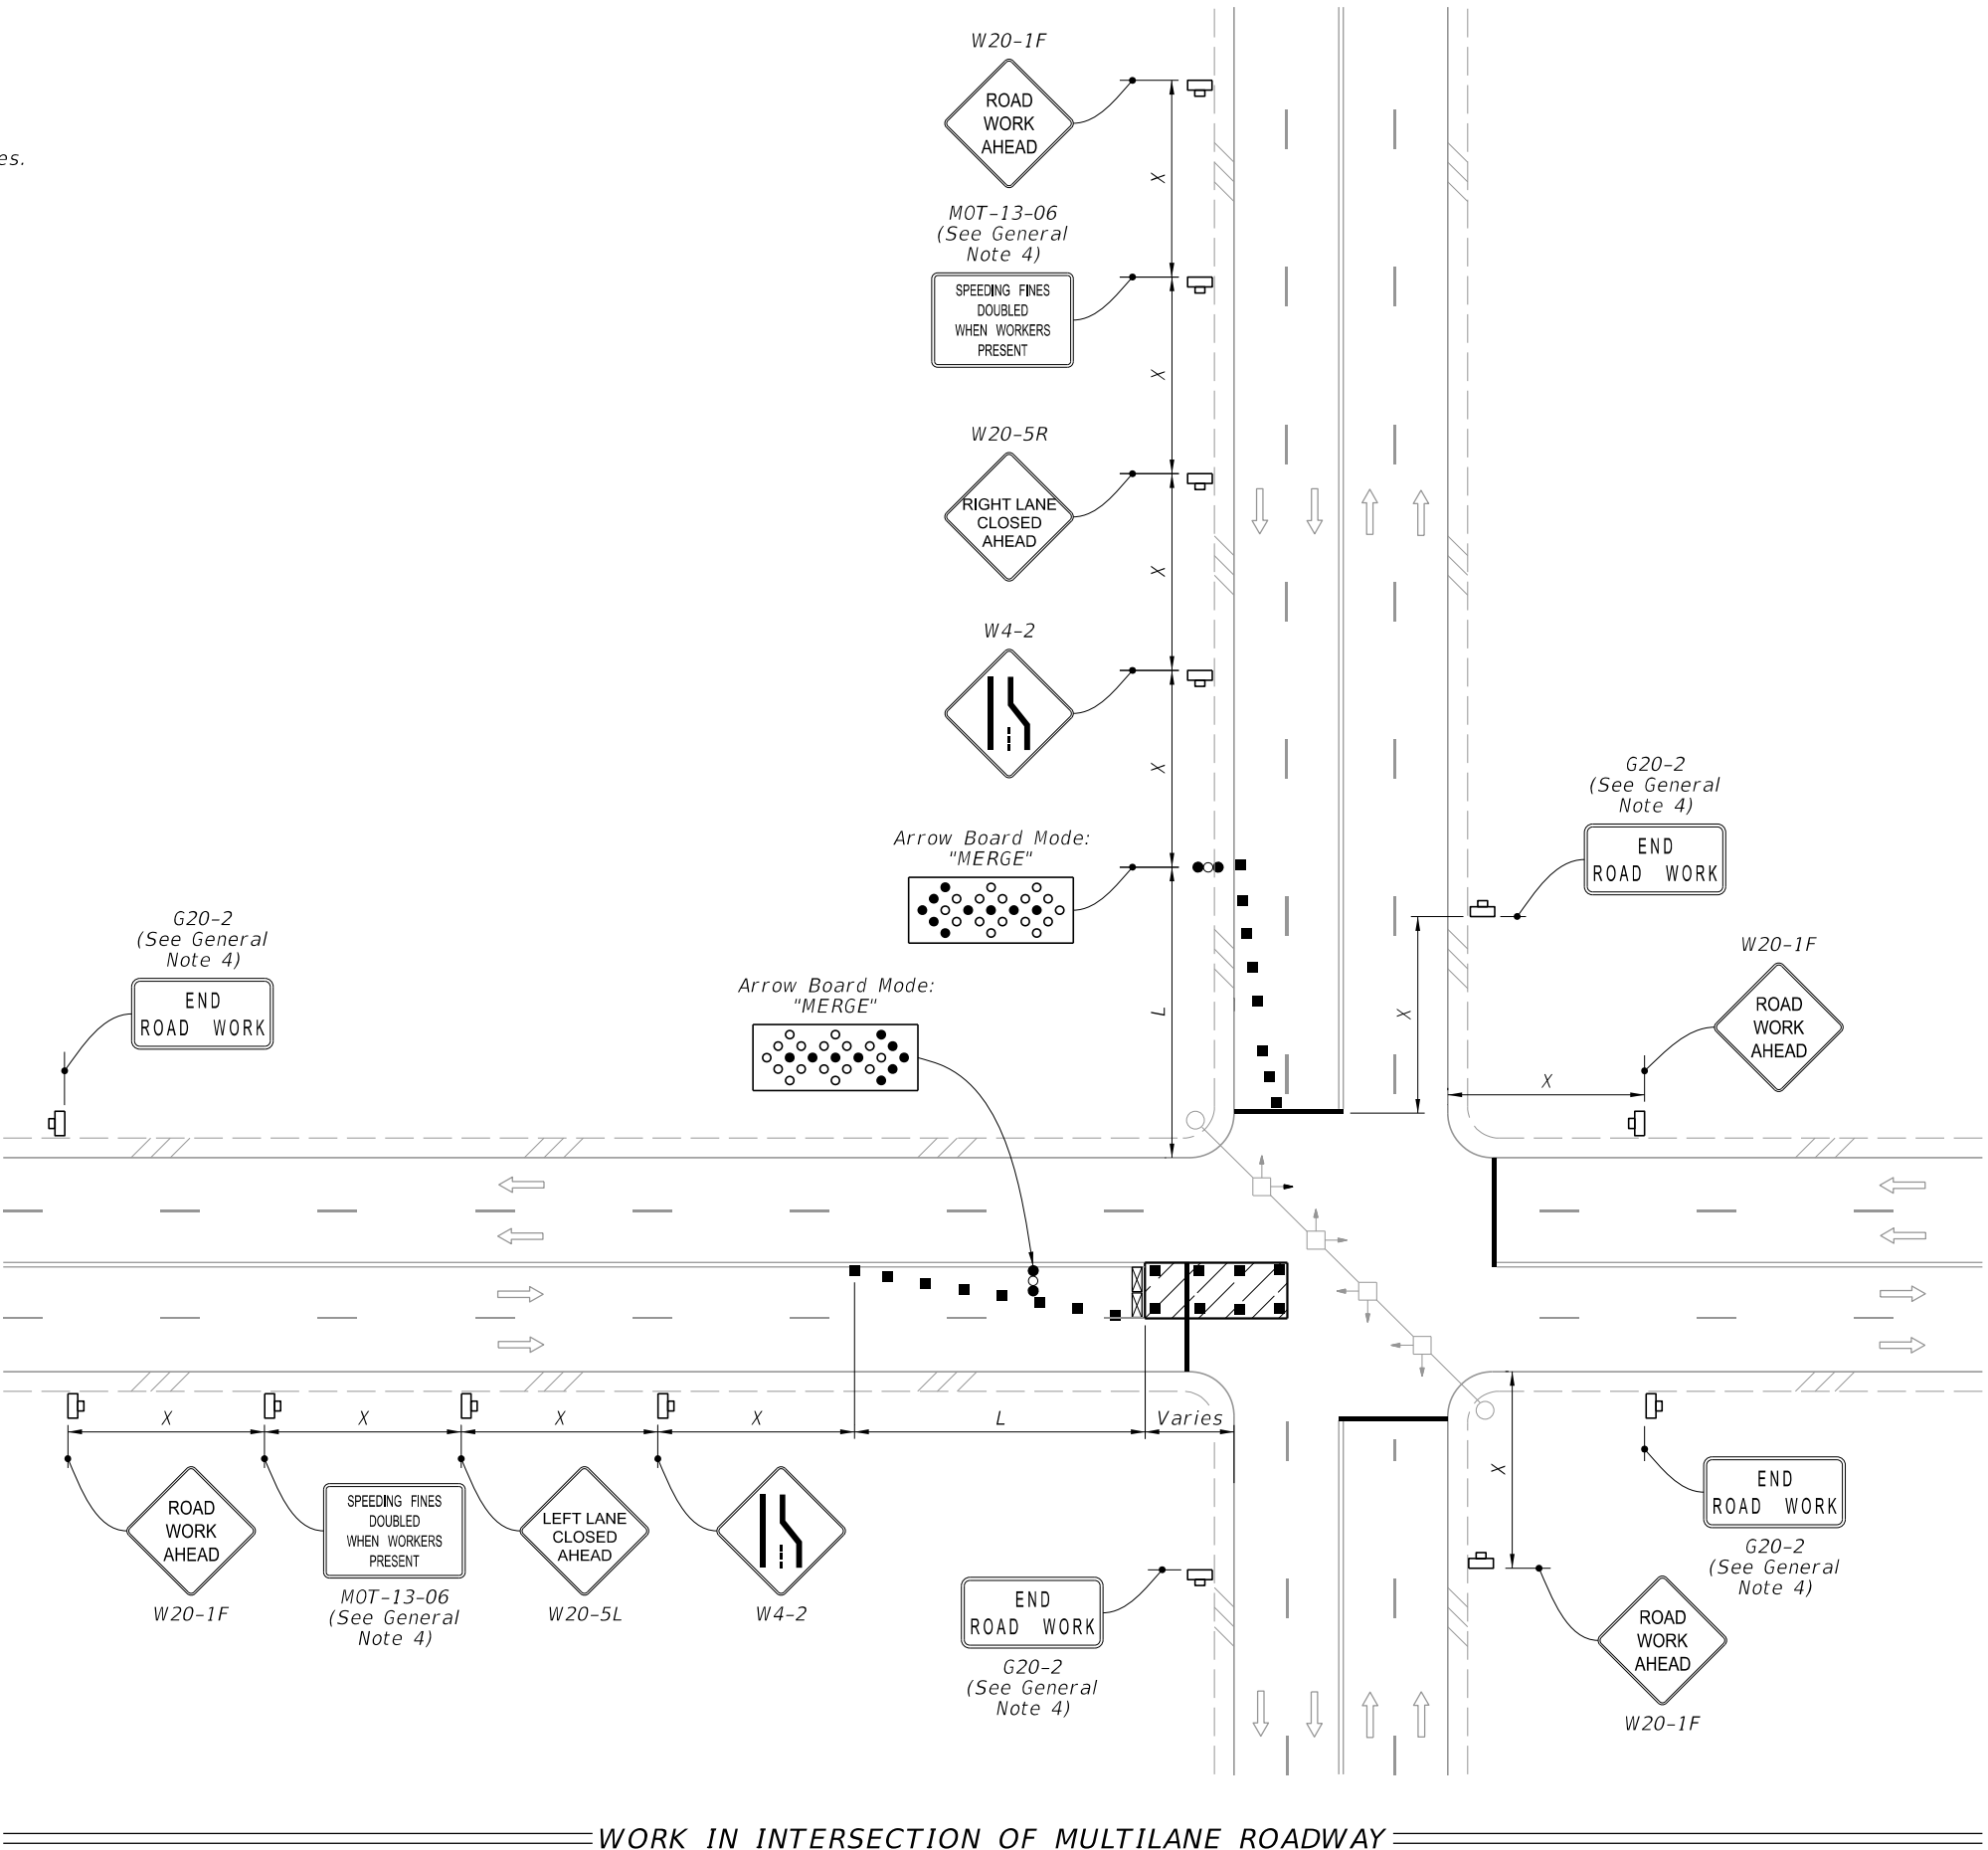 W20-1F
ROAD
WORK
AHEAD
X
es.
MOT-13-06
(See General
Note 4)
SPEEDING FINES
DOUBLED
WHEN WORKERS
PRESENT
X
W20-5R
RIGHT LANE
CLOSED
AHEAD
X
W4-2
X
Arrow Board Mode:
"MERGE"
L
G20-2
(See General
Note 4)
END
ROAD WORK
X
W20-1F
ROAD
WORK
AHEAD
X
G20-2
(See General
Note 4)
END
ROAD WORK
Arrow Board Mode:
"MERGE"
X
X
X
X
L
Varies
ROAD
WORK
AHEAD
W20-1F
SPEEDING FINES
DOUBLED
WHEN WORKERS
PRESENT
MOT-13-06
(See General
Note 4)
LEFT LANE
CLOSED
AHEAD
W20-5L
W4-2
END
ROAD WORK
G20-2
(See General
Note 4)
X
END
ROAD WORK
G20-2
(See General
Note 4)
ROAD
WORK
AHEAD
W20-1F
WORK IN INTERSECTION OF MULTILANE ROADWAY